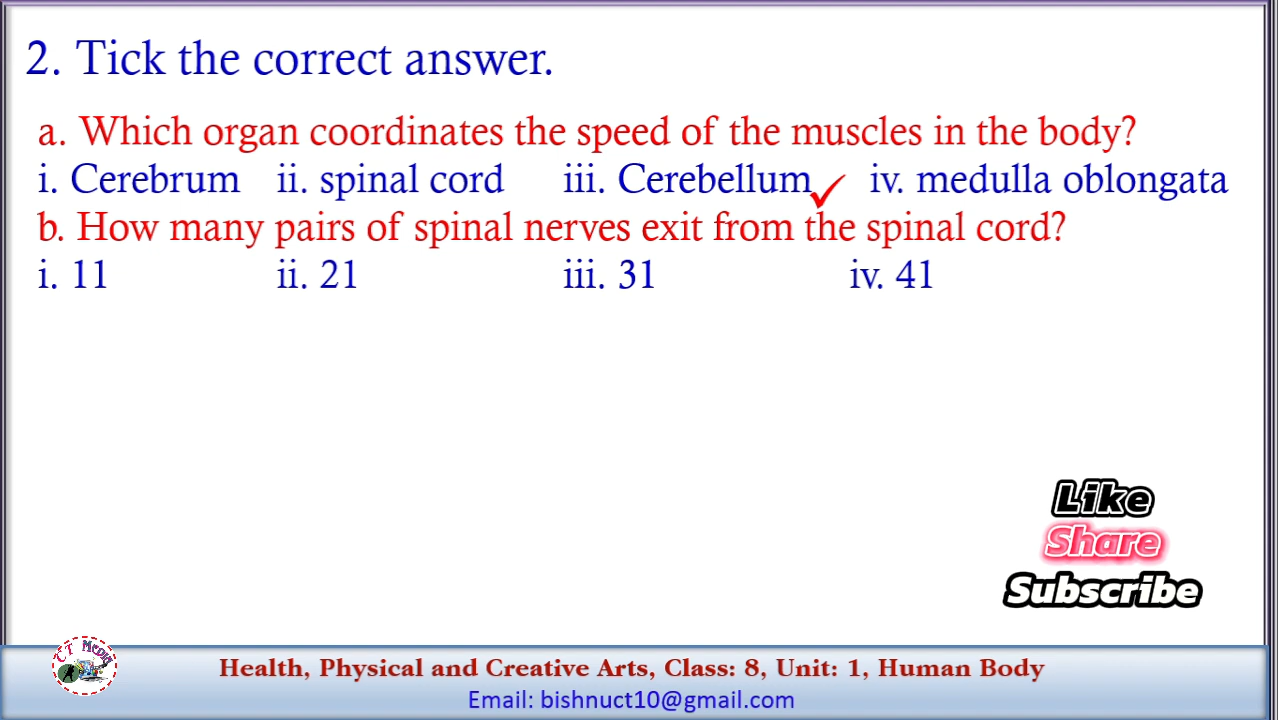 2. Tick the correct answer.
a. Which organ coordinates the speed of the muscles in the body?
i. Cerebrum ii. spinal cord iii. Cerebellum iv. medulla oblongata
b. How many pairs of spinal nerves exit from the spinal cord?
i. 11 ii. 21 iii. 31 iv. 41
Like
Share
Subscribe
CT Media
Health, Physical and Creative Arts, Class: 8, Unit: 1, Human Body
Email: bishnuct10@gmail.com